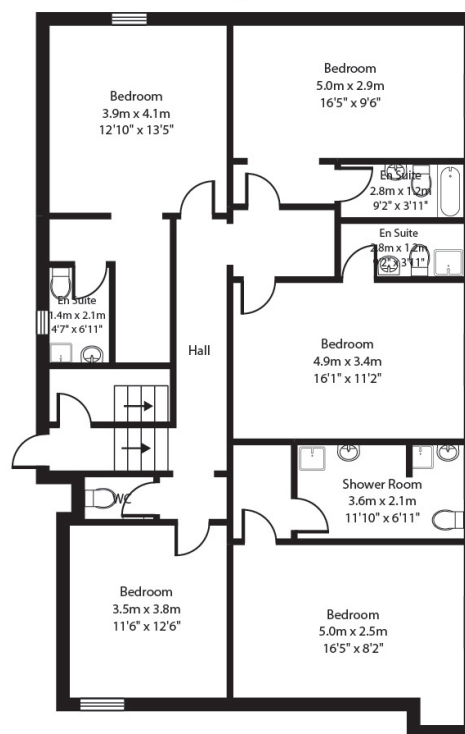 Bedroom
3.9m x 4.1m
12'10" x 13'5"
Bedroom
5.0m x 2.9m
16'5" x 9'6"
En Suite
2.8m x 1.2m
9'2" x 3'11"
En Suite
2.8m x 1.2m
9'2" x 3'11"
En Suite
1.4m x 2.1m
4'7" x 6'11"
Hall
Bedroom
4.9m x 3.4m
16'1" x 11'2"
Shower Room
3.6m x 2.1m
11'10" x 6'11"
WC
Bedroom
3.5m x 3.8m
11'6" x 12'6"
Bedroom
5.0m x 2.5m
16'5" x 8'2"